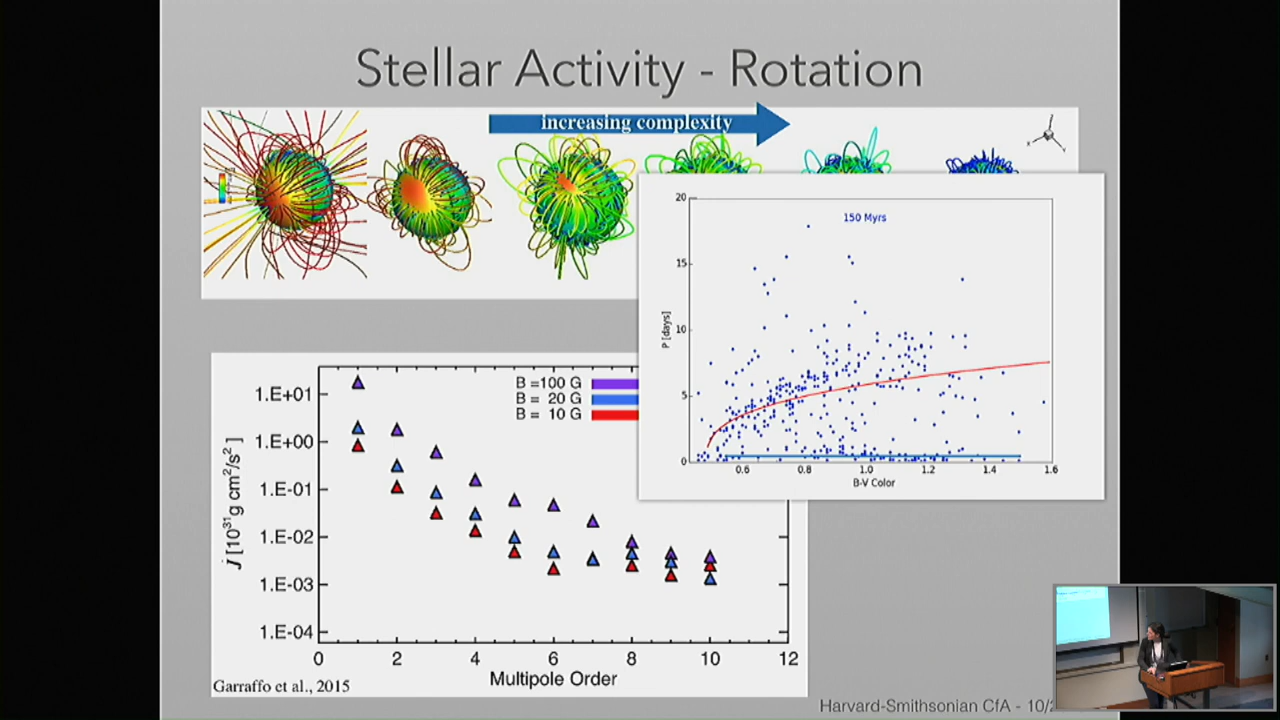 Stellar Activity - Rotation
increasing complexity
20
150 Myrs
15
10
5
0
P [days]
0.6 0.8 1.0 1.2 1.4 1.6
B-V Color
B =100 G
B = 20 G
B = 10 G
1.E+01
1.E+00
1.E-01
1.E-02
1.E-03
1.E-04
J̇ [10³¹g cm²/s²]
0 2 4 6 8 10 12
Multipole Order
Garraffo et al., 2015
Harvard-Smithsonian CfA - 10/